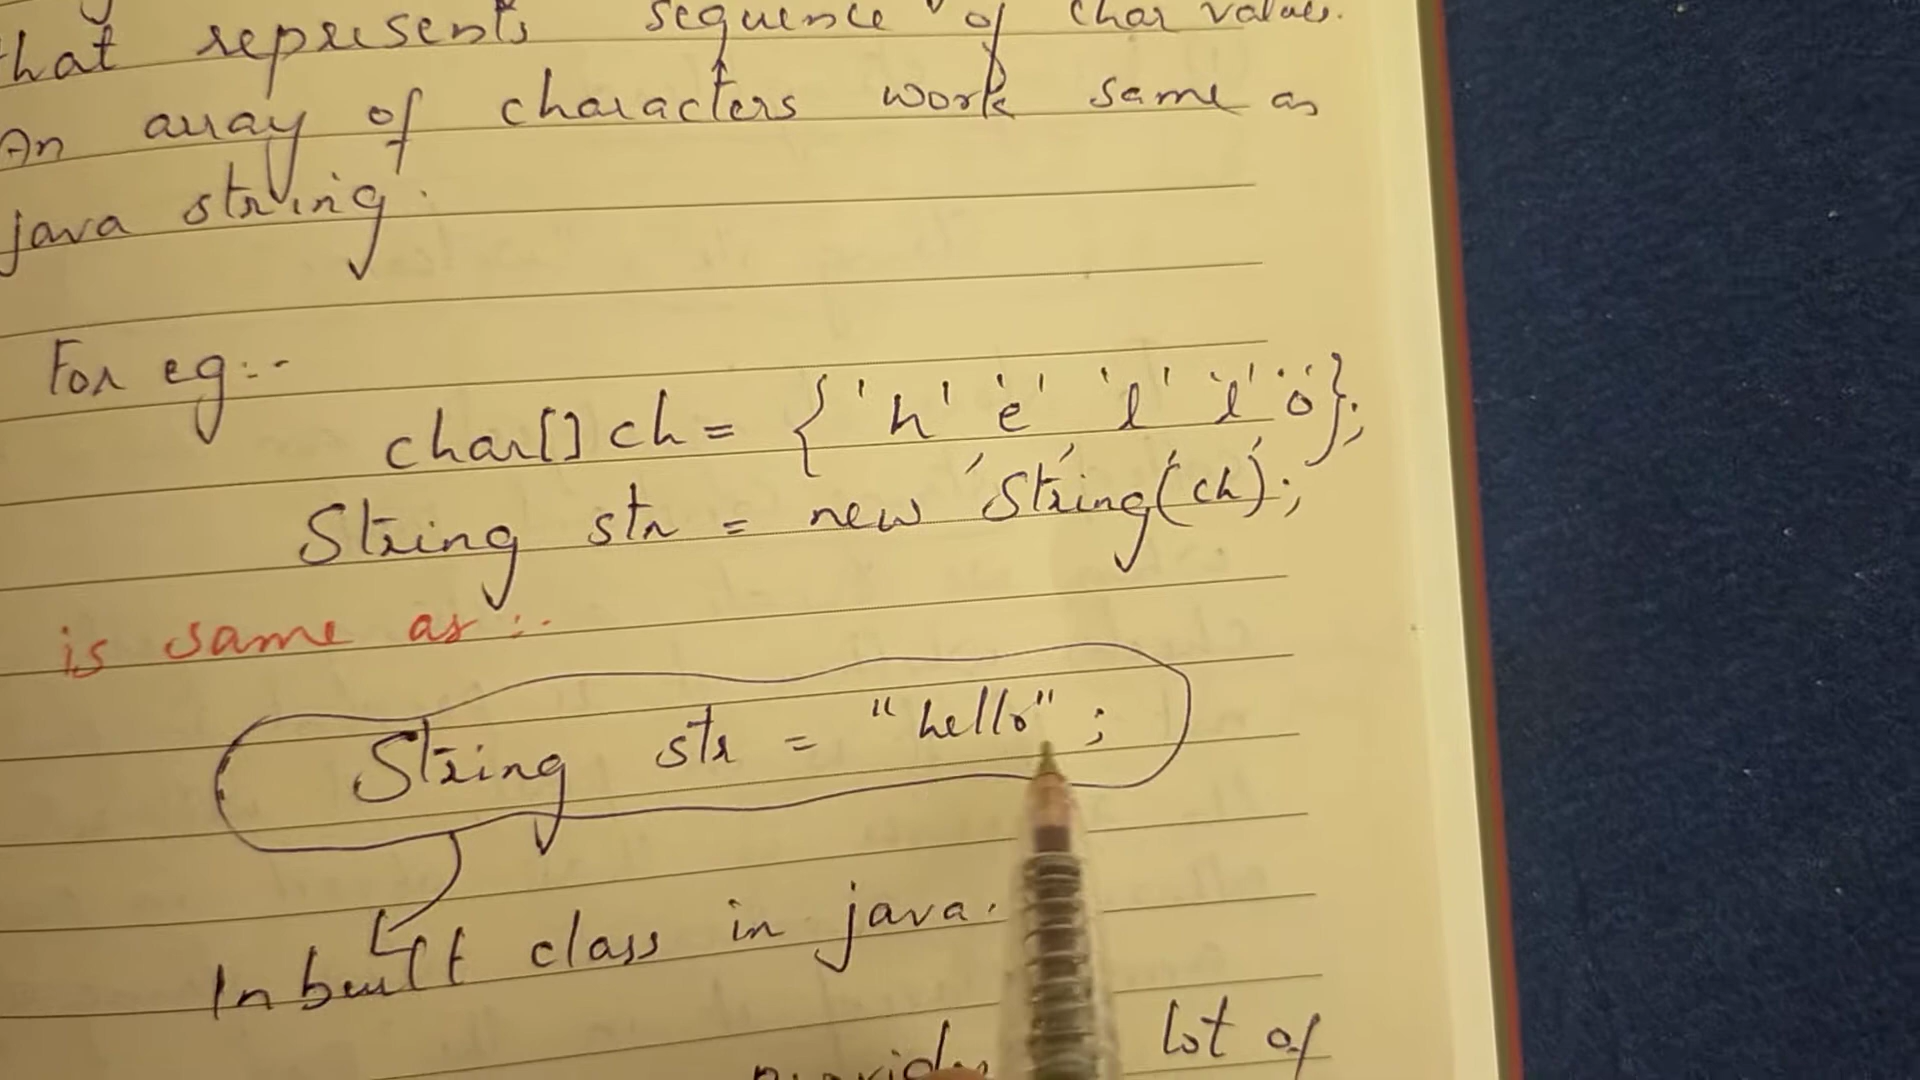 that represents sequence of char values.
An array of characters work same as
java string.
For eg:-
char[] ch = {'h', 'e', 'l', 'l', 'o'};
String str = new String(ch);
is same as :-
String str = "hello" ;
Inbuilt class in java.
lot of